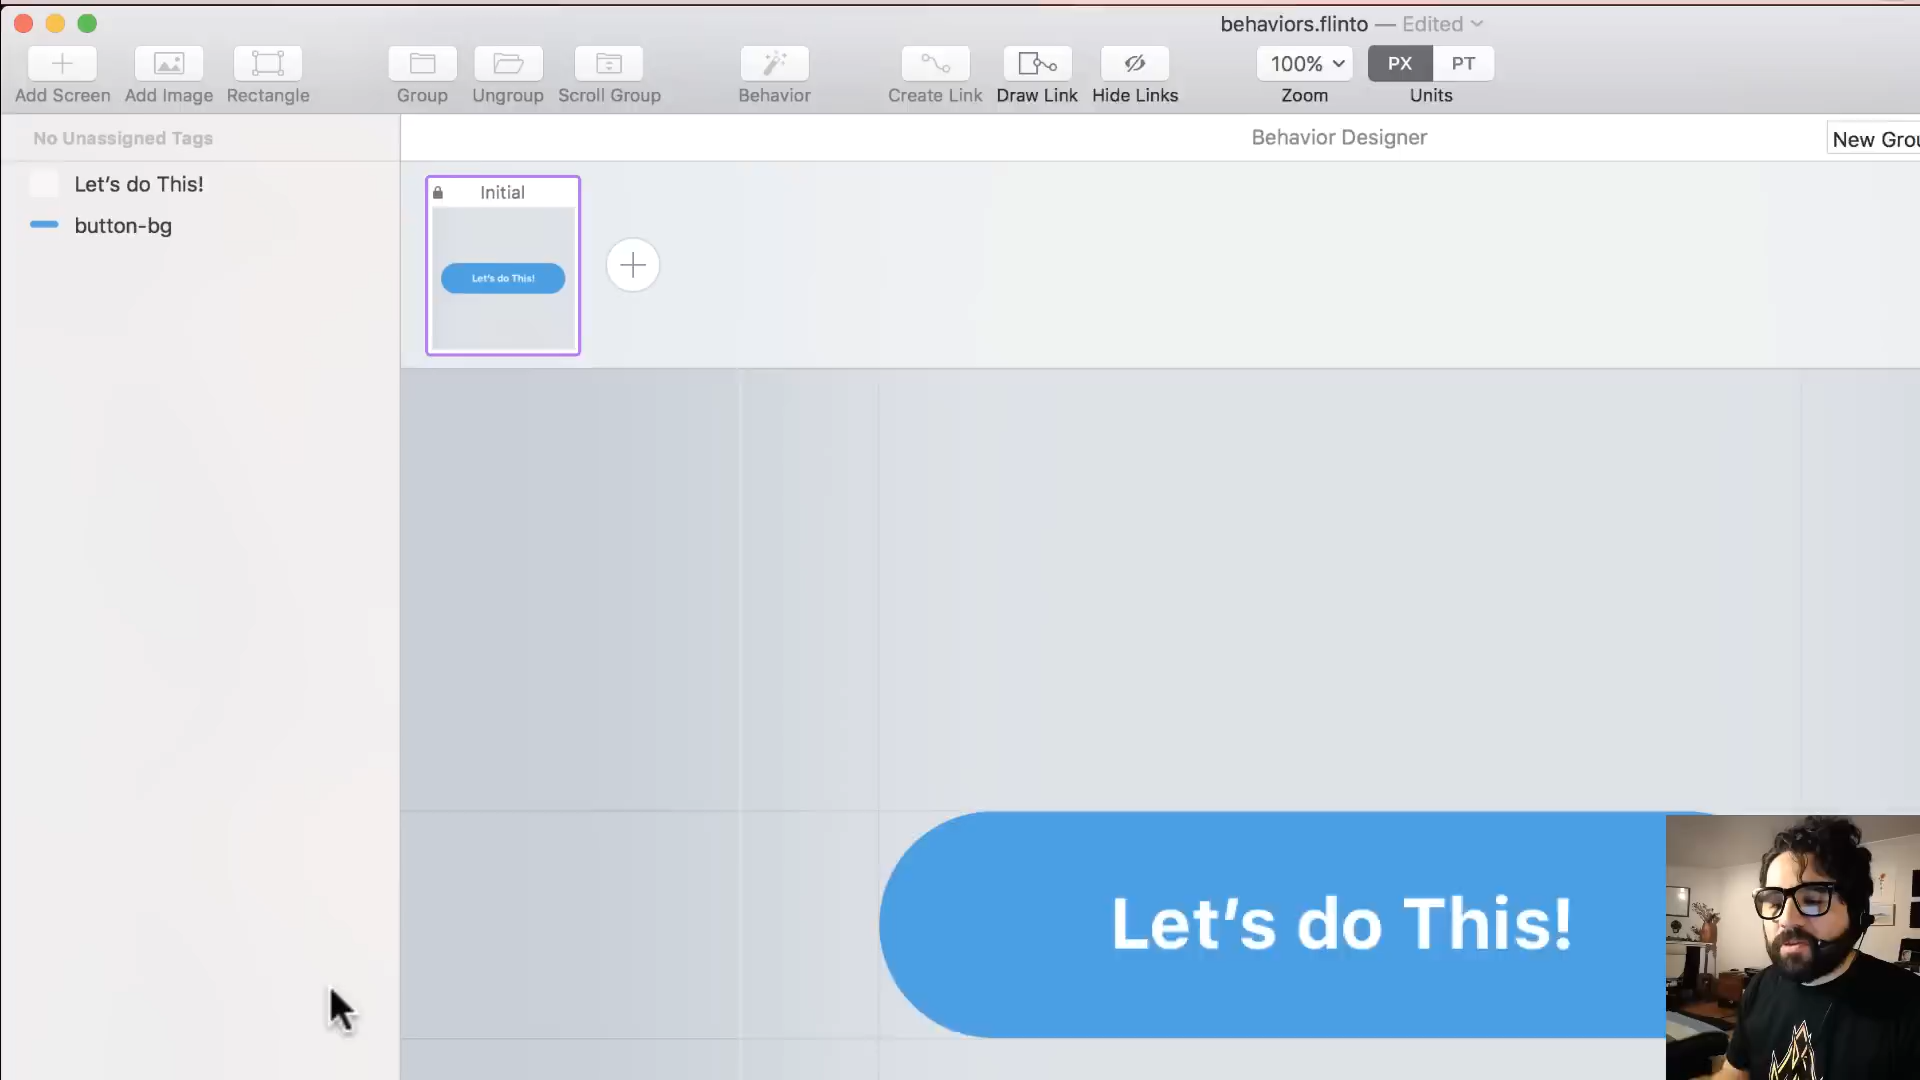 behaviors.flinto — Edited
100%
PX
PT
Add Screen
Add Image
Rectangle
Group
Ungroup
Scroll Group
Behavior
Create Link
Draw Link
Hide Links
Zoom
Units
No Unassigned Tags
Behavior Designer
New Grou
Let’s do This!
button-bg
Initial
Let’s do This!
Let’s do This!